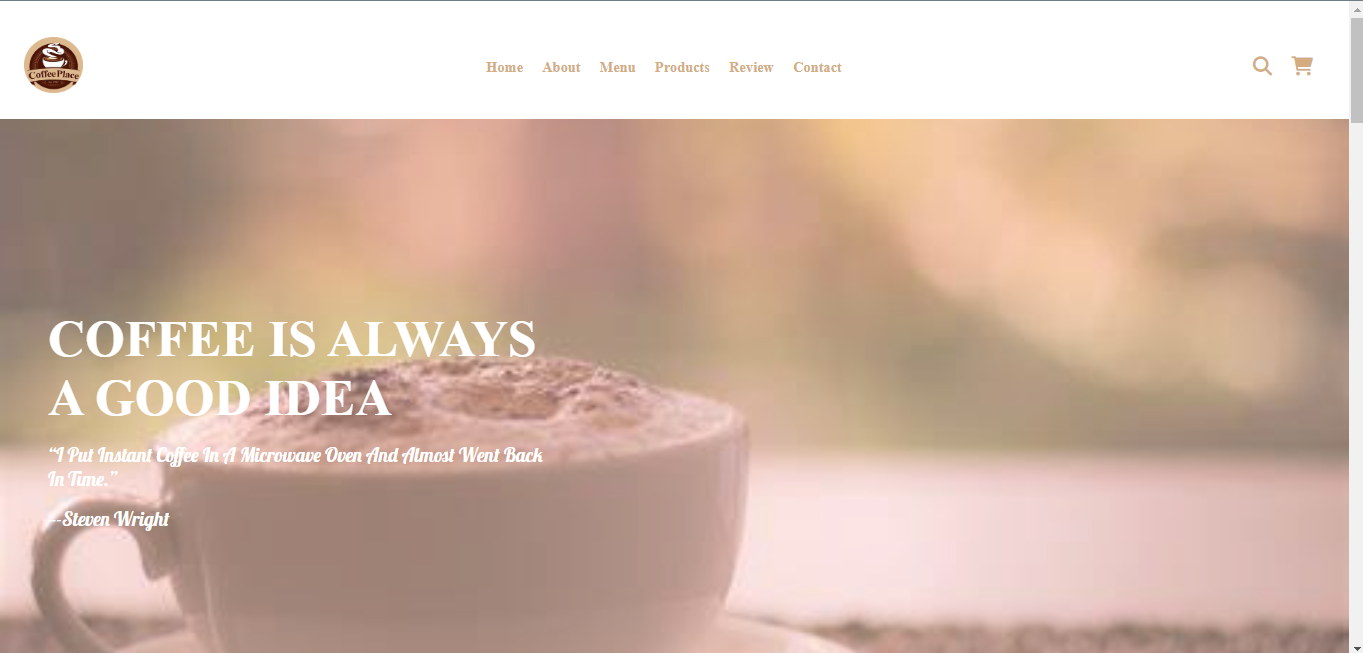 Coffee Place
Home About Menu Products Review Contact
COFFEE IS ALWAYS
A GOOD IDEA
“I Put Instant Coffee In A Microwave Oven And Almost Went Back
In Time.”
--Steven Wright